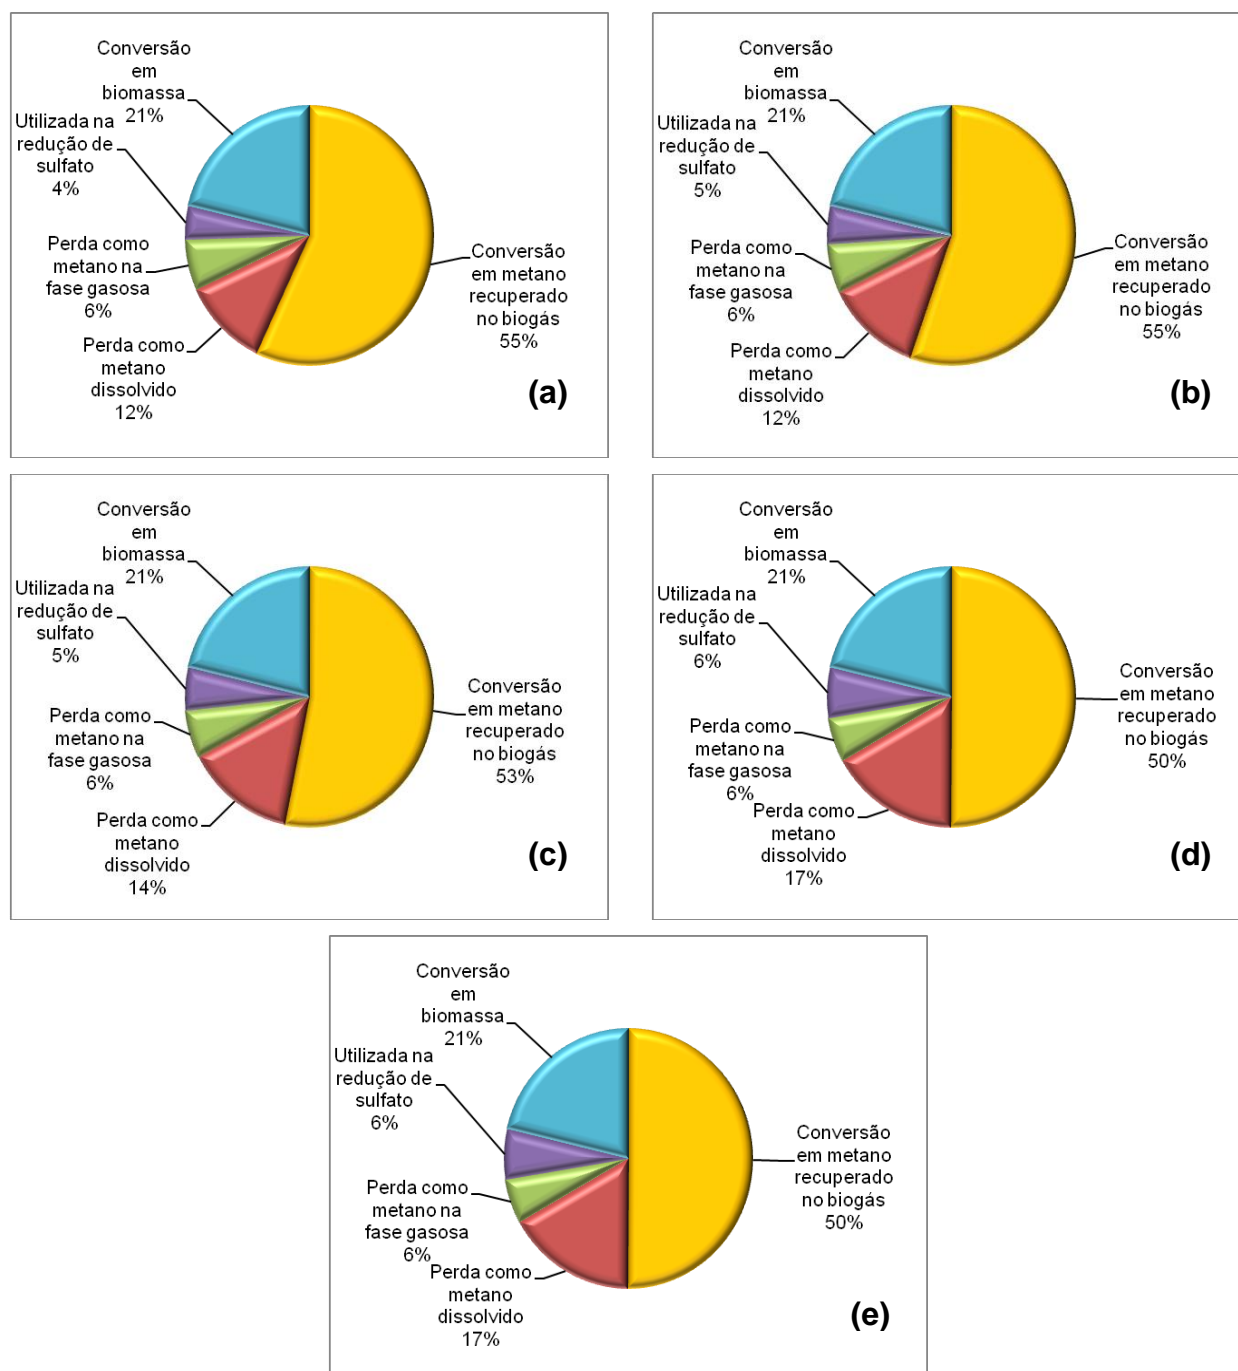 Conversão
em
biomassa
21%
Utilizada na
redução de
sulfato
4%
Perda como
metano na
fase gasosa
6%
Perda como
metano
dissolvido
12%
Conversão
em metano
recuperado
no biogás
55%
(a)
Conversão
em
biomassa
21%
Utilizada na
redução de
sulfato
5%
Perda como
metano na
fase gasosa
6%
Perda como
metano
dissolvido
12%
Conversão
em metano
recuperado
no biogás
55%
(b)
Conversão
em
biomassa
21%
Utilizada na
redução de
sulfato
5%
Perda como
metano na
fase gasosa
6%
Perda como
metano
dissolvido
14%
Conversão
em metano
recuperado
no biogás
53%
(c)
Conversão
em
biomassa
21%
Utilizada na
redução de
sulfato
6%
Perda como
metano na
fase gasosa
6%
Perda como
metano
dissolvido
17%
Conversão
em metano
recuperado
no biogás
50%
(d)
Conversão
em
biomassa
21%
Utilizada na
redução de
sulfato
6%
Perda como
metano na
fase gasosa
6%
Perda como
metano
dissolvido
17%
Conversão
em metano
recuperado
no biogás
50%
(e)